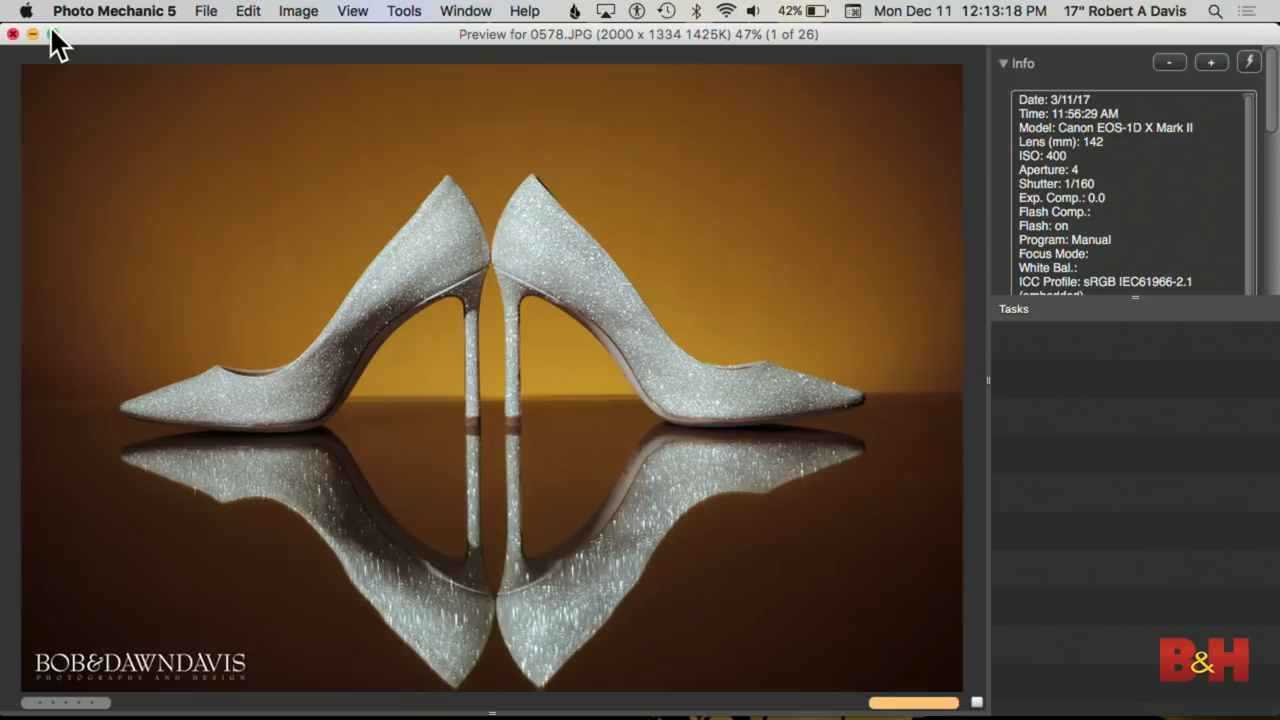 Photo Mechanic 5 File Edit Image View Tools Window Help 42% Mon Dec 11 12:13:18 PM 17" Robert A Davis
Preview for 0578.JPG (2000 x 1334 1425K) 47% (1 of 26)
Info - +
Date: 3/11/17
Time: 11:56:29 AM
Model: Canon EOS-1D X Mark II
Lens (mm): 142
ISO: 400
Aperture: 4
Shutter: 1/160
Exp. Comp.: 0.0
Flash Comp.:
Flash: on
Program: Manual
Focus Mode:
White Bal.:
ICC Profile: sRGB IEC61966-2.1
(embedded)
Tasks
BOB&DAWNDAVIS
PHOTOGRAPHY AND DESIGN
B&H